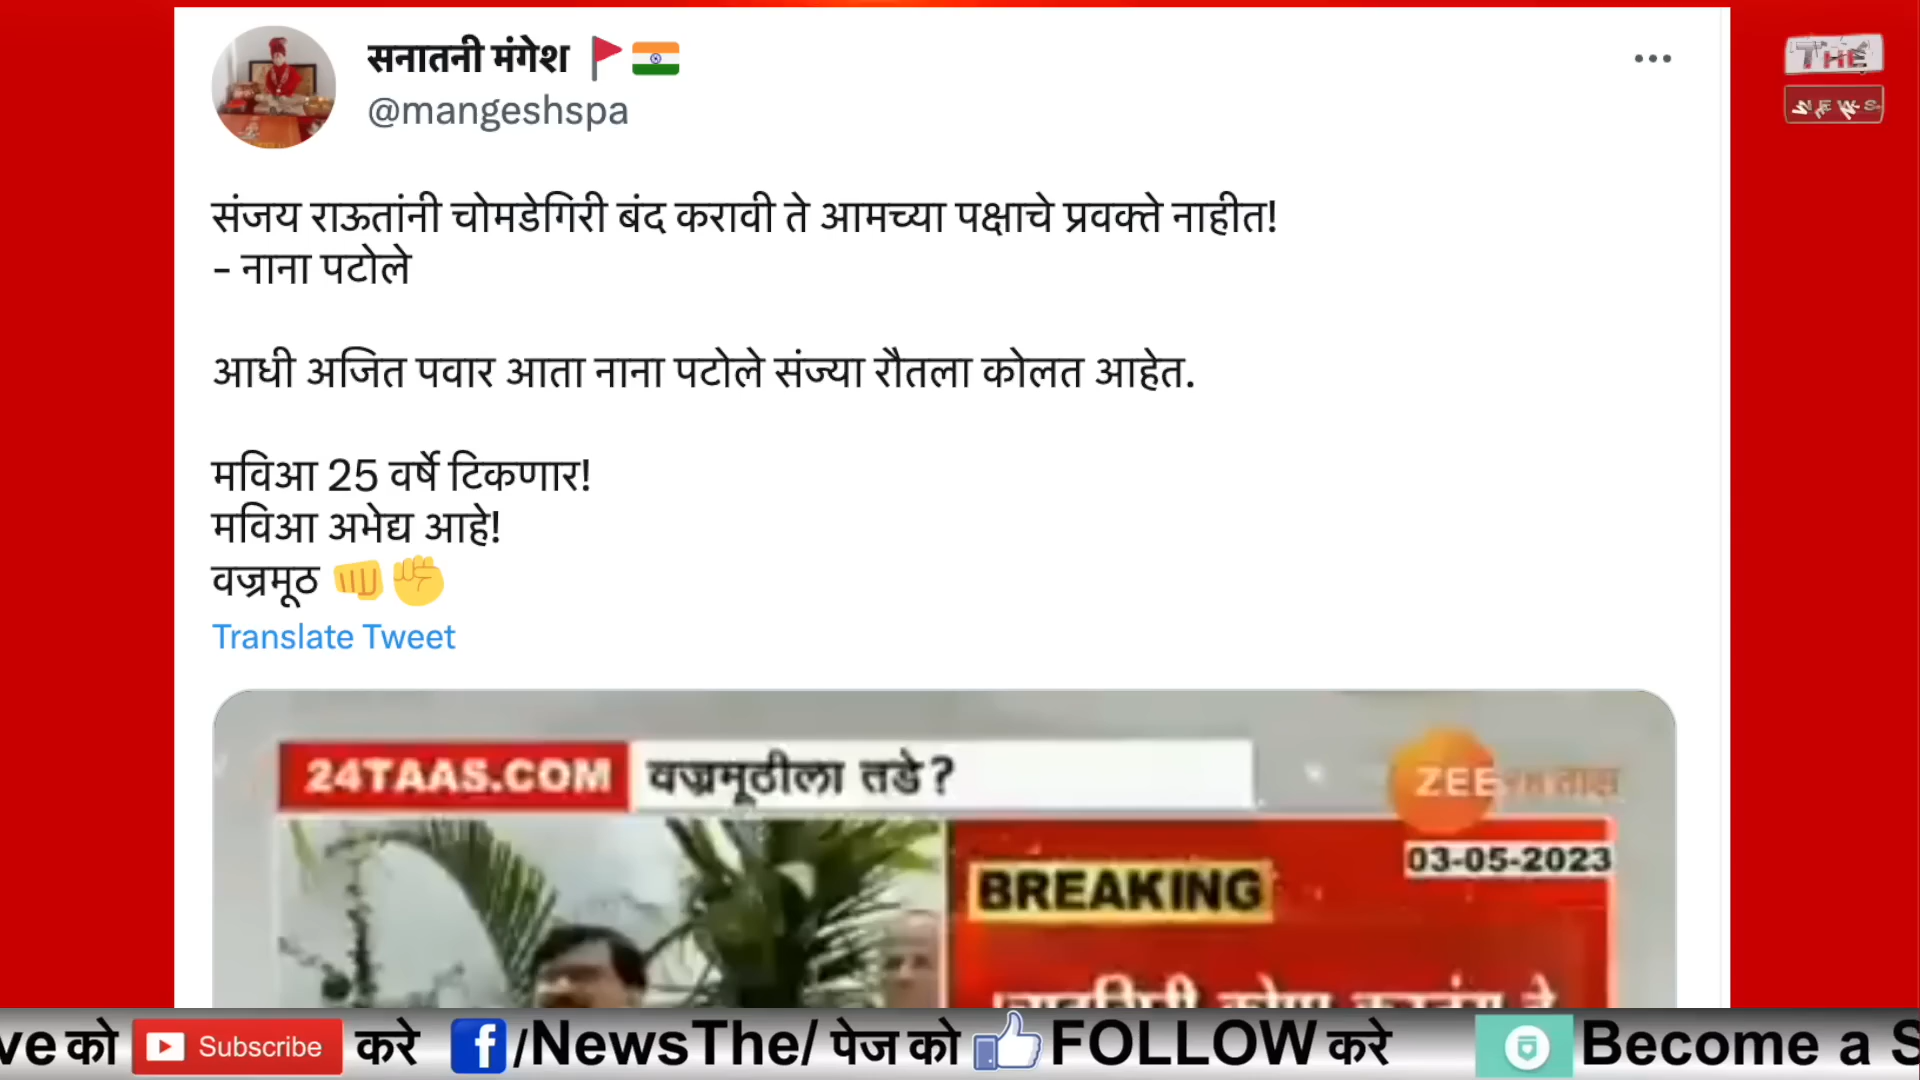 सनातनी मंगेश
@mangeshspa
THE
NEWS
संजय राऊतांनी चोमडेगिरी बंद करावी ते आमच्या पक्षाचे प्रवक्ते नाहीत!
- नाना पटोले
आधी अजित पवार आता नाना पटोले संज्या रौतला कोलत आहेत.
मविआ 25 वर्षे टिकणार!
मविआ अभेद्य आहे!
वज्रमूठ
Translate Tweet
24TAAS.COM वज्रमूठीला तडे?
ZEE
03-05-2023
BREAKING
ve को Subscribe करे f/NewsThe/ पेज को FOLLOW करे Become a S